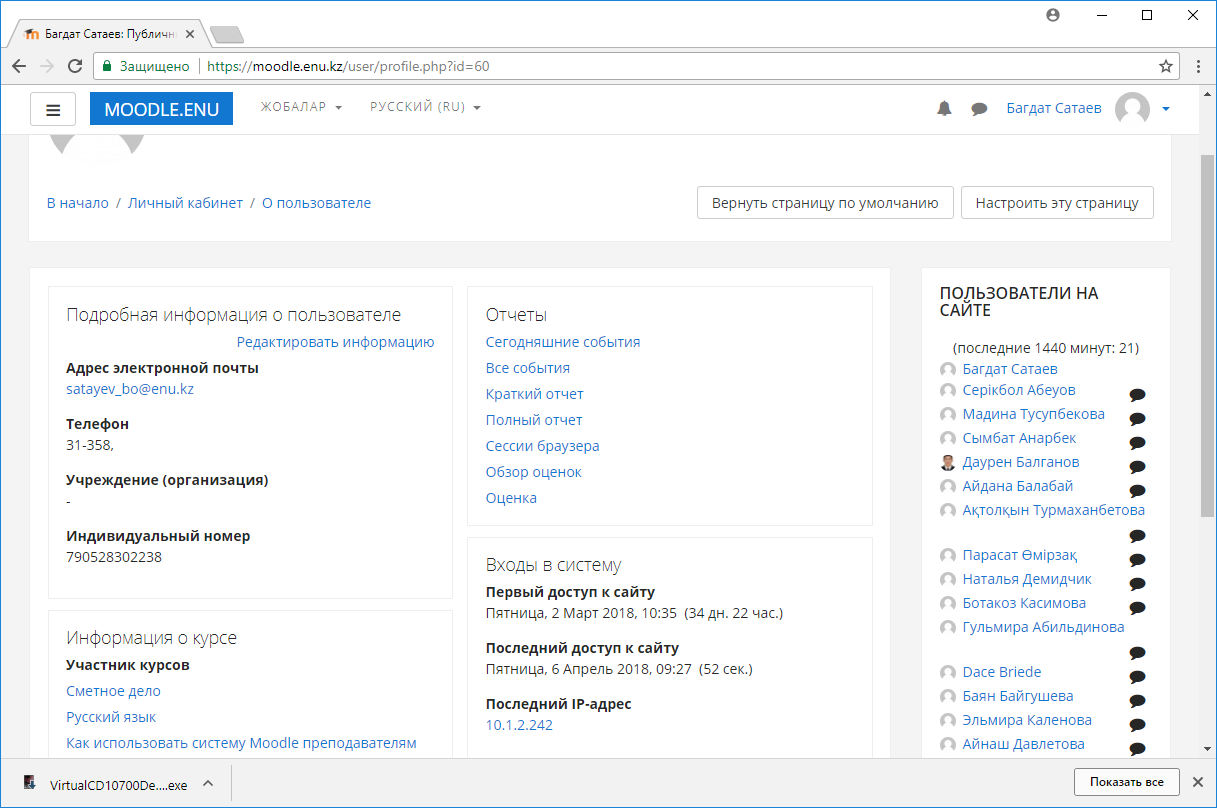 Багдат Сатаев: Публичн
Защищено https://moodle.enu.kz/user/profile.php?id=60
MOODLE.ENU ЖОБАЛАР РУССКИЙ (RU) Багдат Сатаев
В начало / Личный кабинет / О пользователе
Вернуть страницу по умолчанию Настроить эту страницу
Подробная информация о пользователе
Редактировать информацию
Адрес электронной почты
satayev_bo@enu.kz
Телефон
31-358,
Учреждение (организация)
-
Индивидуальный номер
790528302238
Информация о курсе
Участник курсов
Сметное дело
Русский язык
Как использовать систему Moodle преподавателям
Отчеты
Сегодняшние события
Все события
Краткий отчет
Полный отчет
Сессии браузера
Обзор оценок
Оценка
Входы в систему
Первый доступ к сайту
Пятница, 2 Март 2018, 10:35 (34 дн. 22 час.)
Последний доступ к сайту
Пятница, 6 Апрель 2018, 09:27 (52 сек.)
Последний IP-адрес
10.1.2.242
ПОЛЬЗОВАТЕЛИ НА
САЙТЕ
(последние 1440 минут: 21)
Багдат Сатаев
Серікбол Абеуов
Мадина Тусупбекова
Сымбат Анарбек
Даурен Балганов
Айдана Балабай
Ақтолқын Турмаханбетова
Парасат Өмірзақ
Наталья Демидчик
Ботакоз Касимова
Гульмира Абильдинова
Dace Briede
Баян Байгушева
Эльмира Каленова
Айнаш Давлетова
VirtualCD10700De....exe
Показать все